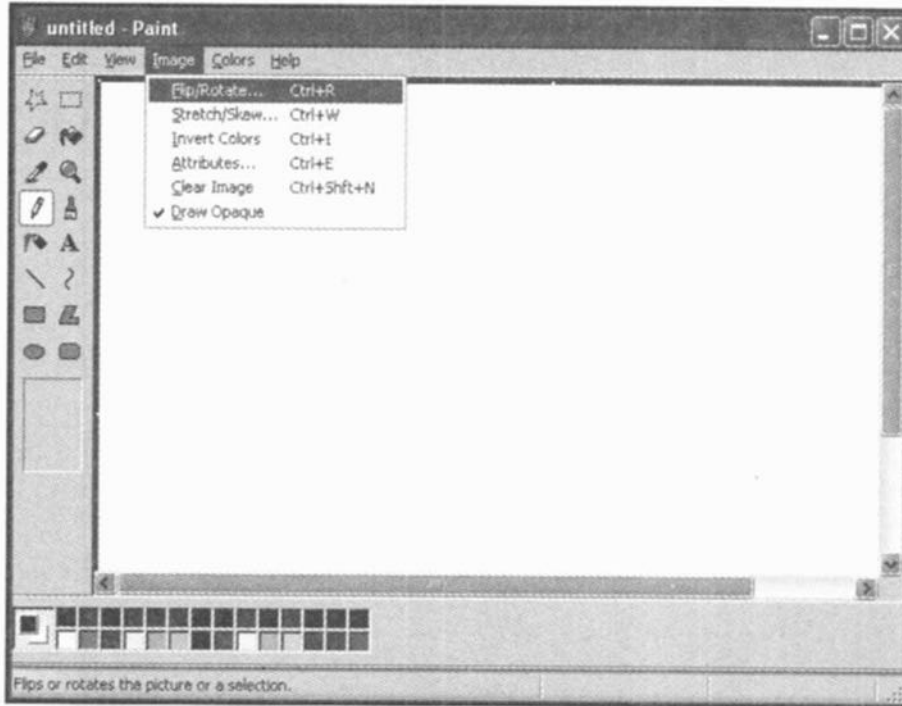 untitled - Paint
File Edit View Image Colors Help
Flip/Rotate... Ctrl+R
Stretch/Skew... Ctrl+W
Invert Colors Ctrl+I
Attributes... Ctrl+E
Clear Image Ctrl+Shft+N
Draw Opaque
A
Flips or rotates the picture or a selection.